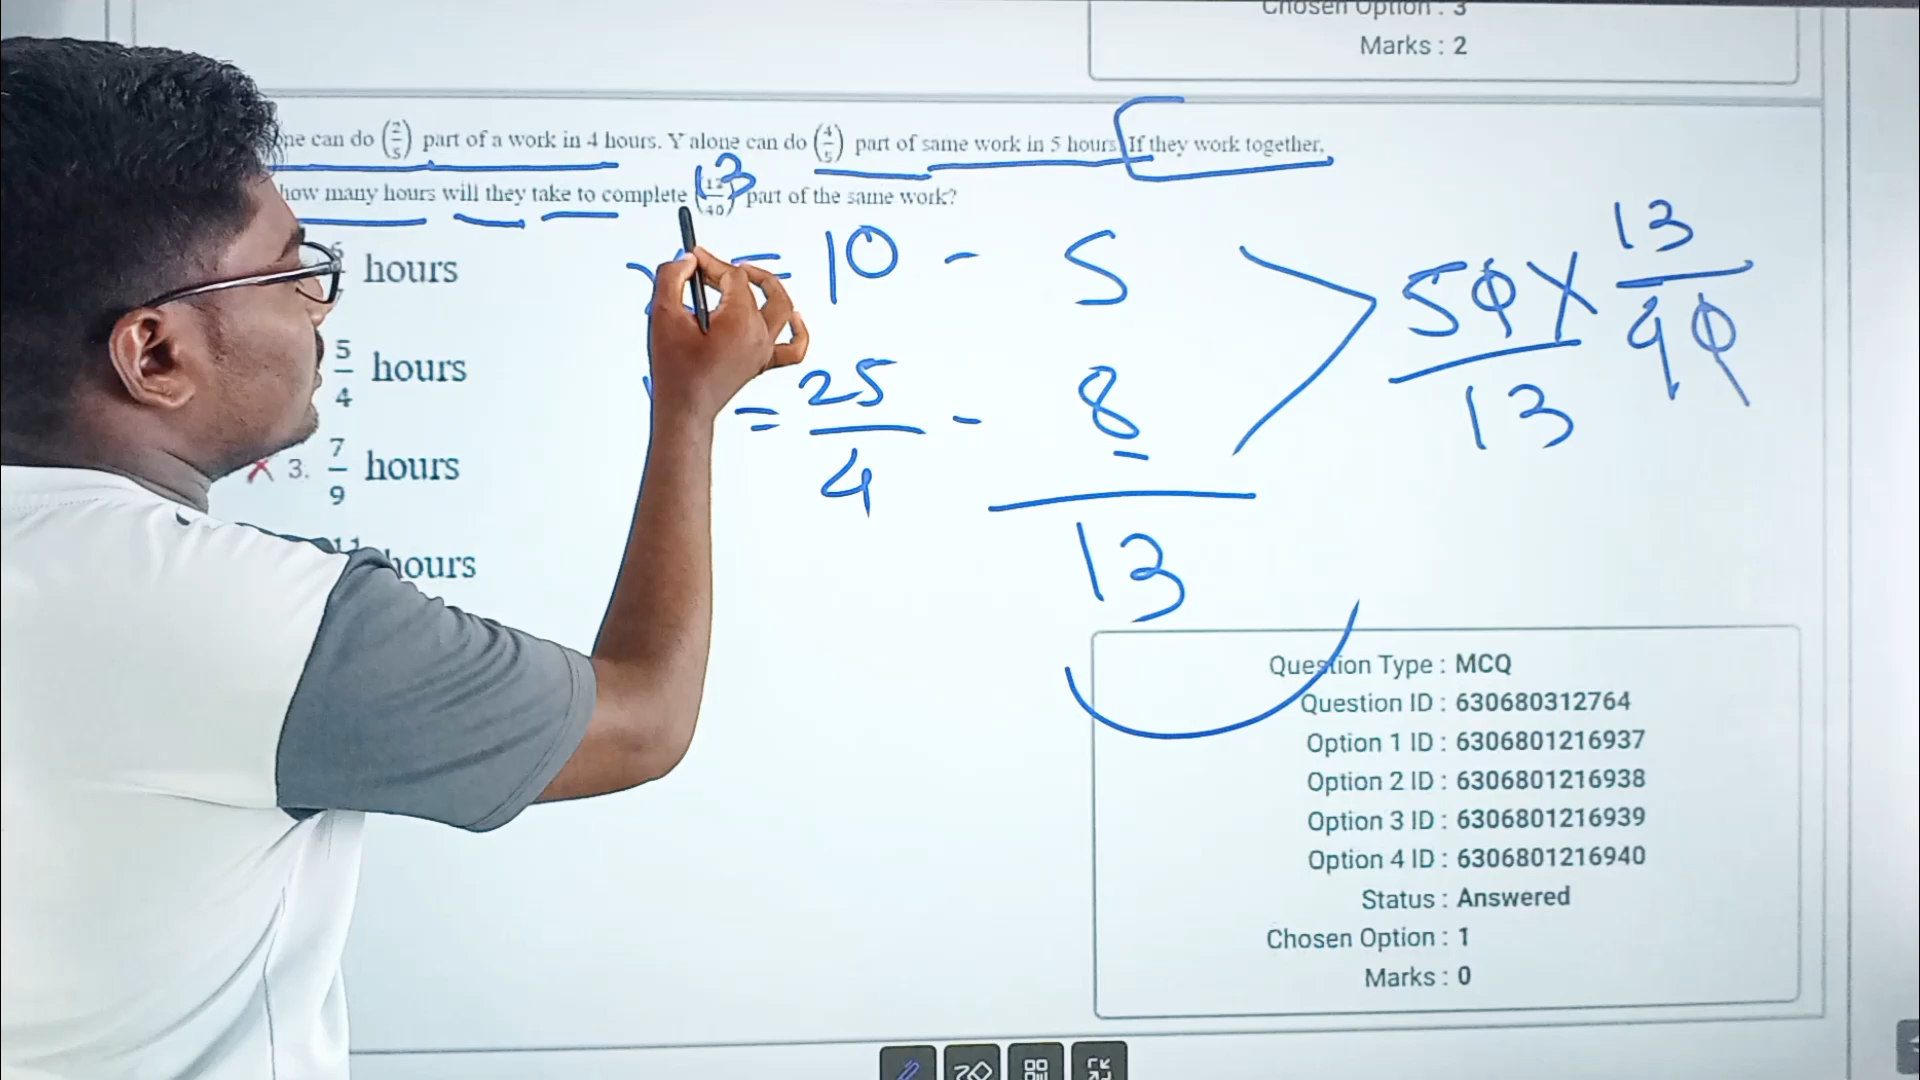 Chosen Option : 3
Marks : 2
one can do (2/5) part of a work in 4 hours. Y alone can do (4/5) part of same work in 5 hours If they work together,
how many hours will they take to complete 40 part of the same work?
13
hours
5/4 hours
3. 7/9 hours
11 hours
= 10 - 5
= 25/4 - 8
13
50/13 X 13/40
Question Type : MCQ
Question ID : 630680312764
Option 1 ID : 6306801216937
Option 2 ID : 6306801216938
Option 3 ID : 6306801216939
Option 4 ID : 6306801216940
Status : Answered
Chosen Option : 1
Marks : 0